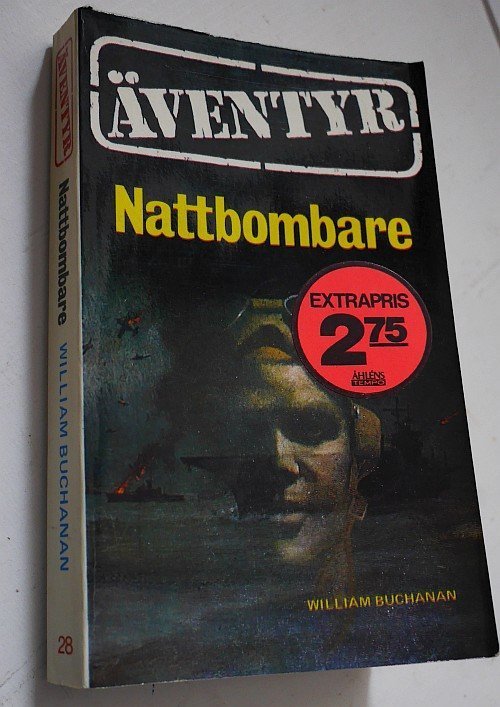 ÄVENTYR
Nattbombare
EXTRAPRIS
2 75
ÅHLÉNS
TEMPO
WILLIAM BUCHANAN
ÄVENTYR
Nattbombare
WILLIAM BUCHANAN
28